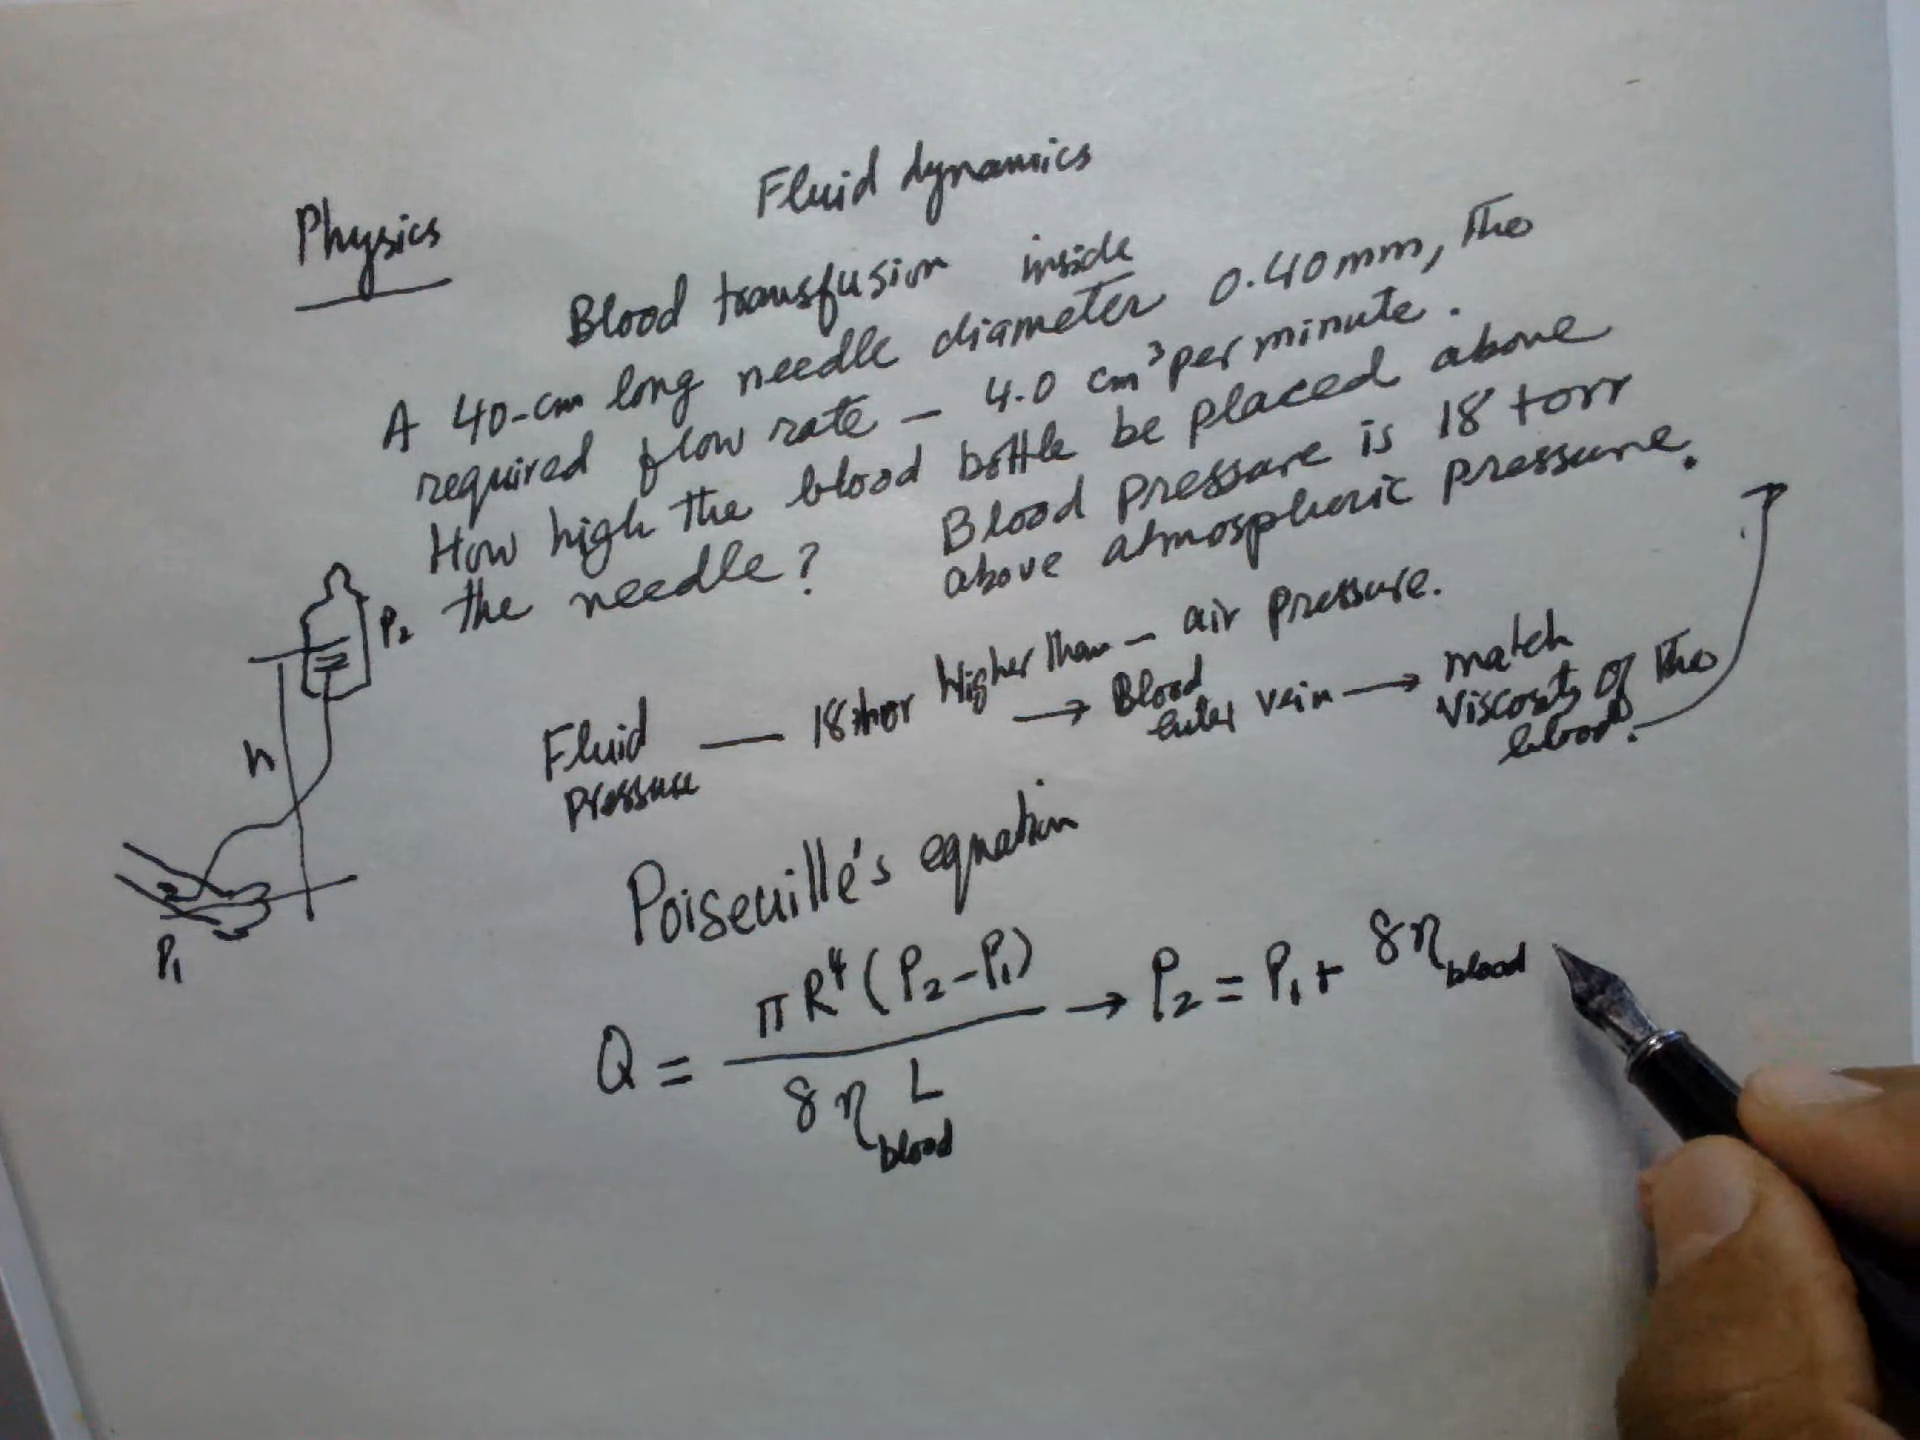 Physics
Fluid dynamics
Blood transfusion
A 40-cm long needle inside diameter 0.40mm, The
required flow rate – 4.0 cm³ per minute.
How high the blood bottle be placed above
the needle? Blood pressure is 18 torr
above atmospheric pressure.
P₂
h
P₁
Fluid pressure — 18 torr Higher than – air pressure.
→ Blood enter vein → match
viscosity of the
blood.
Poiseuille's equation
Q = πR⁴(P₂-P₁) / 8η_blood L → P₂ = P₁ + 8η_blood